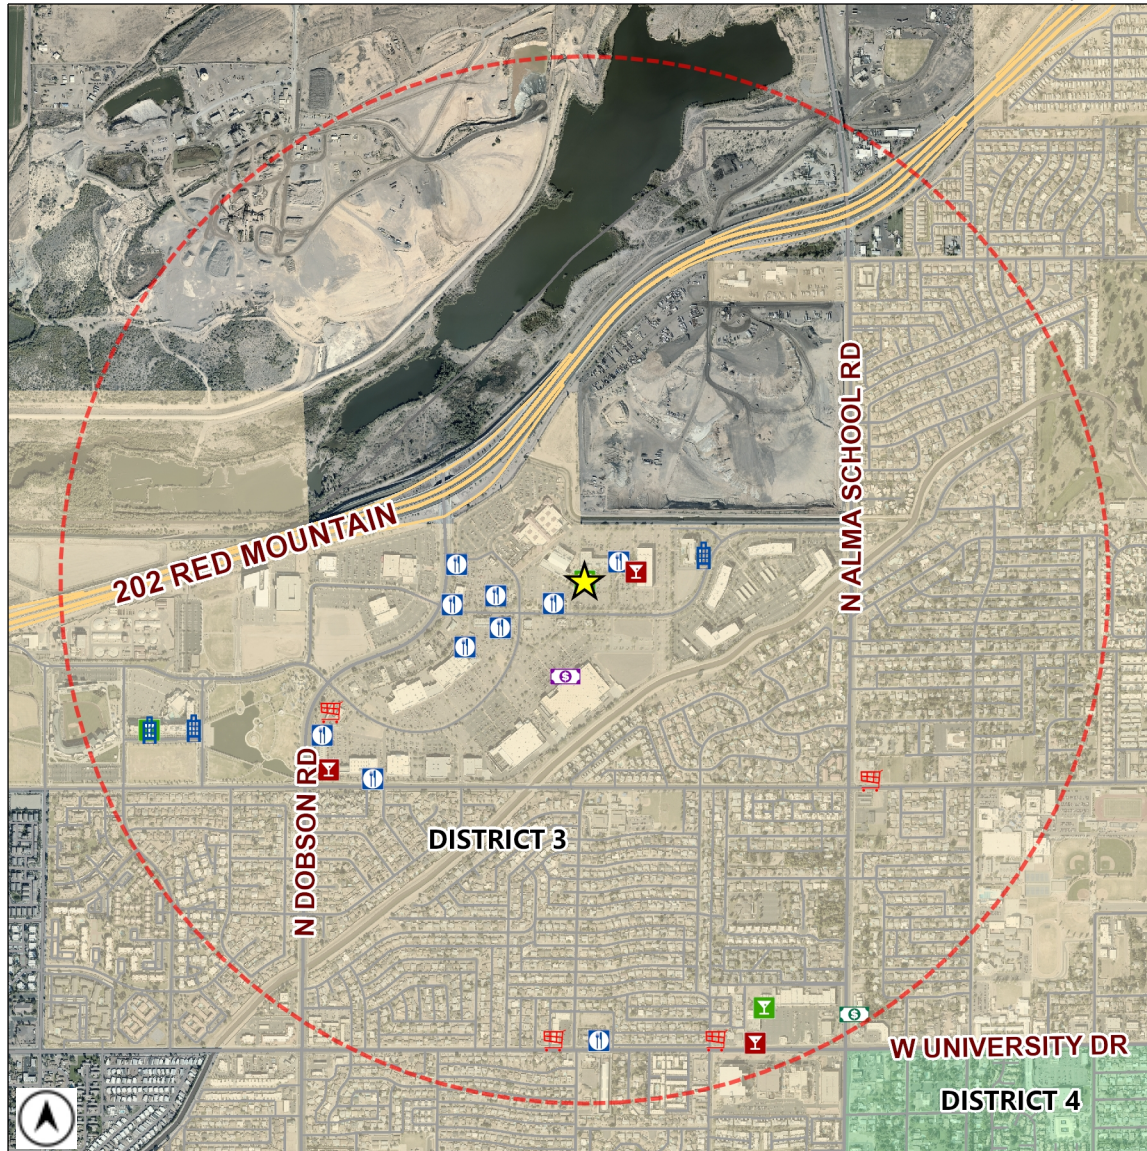 N ALMA SCHOOL RD
202 RED MOUNTAIN
N DOBSON RD
DISTRICT 3
W UNIVERSITY DR
DISTRICT 4